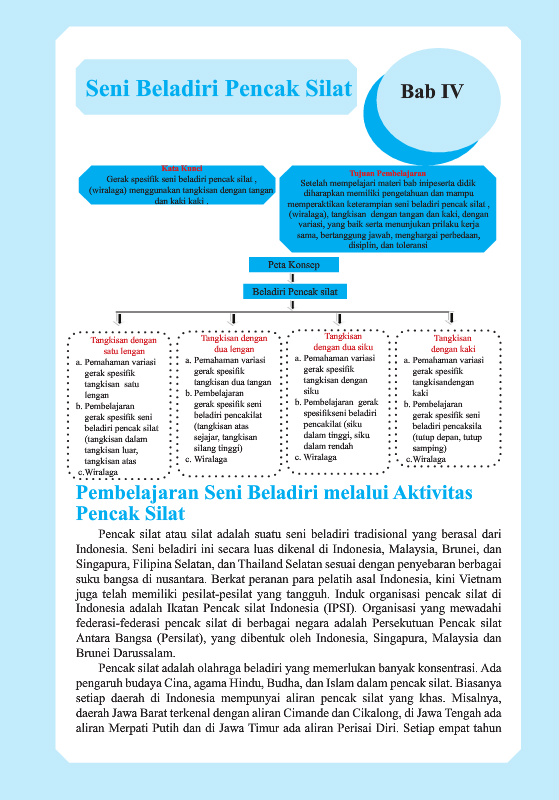 Seni Beladiri Pencak Silat
Bab IV
Kata Kunci
Gerak spesifik seni beladiri pencak silat ,
(wiralaga) menggunakan tangkisan dengan tangan
dan kaki kaki .
Tujuan Pembelajaran
Setelah mempelajari materi bab inipeserta didik
diharapkan memiliki pengetahuan dan mampu
memperaktikan keterampian seni beladiri pencak silat ,
(wiralaga), tangkisan dengan tangan dan kaki, dengan
variasi, yang baik serta menunjukan prilaku kerja
sama, bertanggung jawab, menghargai perbedaan,
disiplin, dan toleransi
Peta Konsep
Beladiri Pencak silat
Tangkisan dengan
satu lengan
a. Pemahaman variasi
gerak spesifik
tangkisan satu
lengan
b. Pembelajaran
gerak spesifik seni
beladiri pencak silat
(tangkisan dalam
tangkisan luar,
tangkisan atas
c.Wiralaga
Tangkisan dengan
dua lengan
a. Pemahaman variasi
gerak spesifik
tangkisan dua tangan
b. Pembelajaran
gerak spesifik seni
beladiri pencakilat
(tangkisan atas
sejajar, tangkisan
silang tinggi)
c. Wiralaga
Tangkisan
dengan dua siku
a. Pemahaman variasi
gerak spesifik
tangkisan dengan
siku
b. Pembelajaran gerak
spesifikseni beladiri
pencakilat (siku
dalam tinggi, siku
dalam rendah
c. Wiralaga
Tangkisan
dengan kaki
a. Pemahaman variasi
gerak spesifik
tangkisandengan
kaki
b. Pembelajaran
gerak spesifik seni
beladiri pencaksila
(tutup depan, tutup
samping)
c.Wiralaga
Pembelajaran Seni Beladiri melalui Aktivitas
Pencak Silat
Pencak silat atau silat adalah suatu seni beladiri tradisional yang berasal dari
Indonesia. Seni beladiri ini secara luas dikenal di Indonesia, Malaysia, Brunei, dan
Singapura, Filipina Selatan, dan Thailand Selatan sesuai dengan penyebaran berbagai
suku bangsa di nusantara. Berkat peranan para pelatih asal Indonesia, kini Vietnam
juga telah memiliki pesilat-pesilat yang tangguh. Induk organisasi pencak silat di
Indonesia adalah Ikatan Pencak silat Indonesia (IPSI). Organisasi yang mewadahi
federasi-federasi pencak silat di berbagai negara adalah Persekutuan Pencak silat
Antara Bangsa (Persilat), yang dibentuk oleh Indonesia, Singapura, Malaysia dan
Brunei Darussalam.
Pencak silat adalah olahraga beladiri yang memerlukan banyak konsentrasi. Ada
pengaruh budaya Cina, agama Hindu, Budha, dan Islam dalam pencak silat. Biasanya
setiap daerah di Indonesia mempunyai aliran pencak silat yang khas. Misalnya,
daerah Jawa Barat terkenal dengan aliran Cimande dan Cikalong, di Jawa Tengah ada
aliran Merpati Putih dan di Jawa Timur ada aliran Perisai Diri. Setiap empat tahun